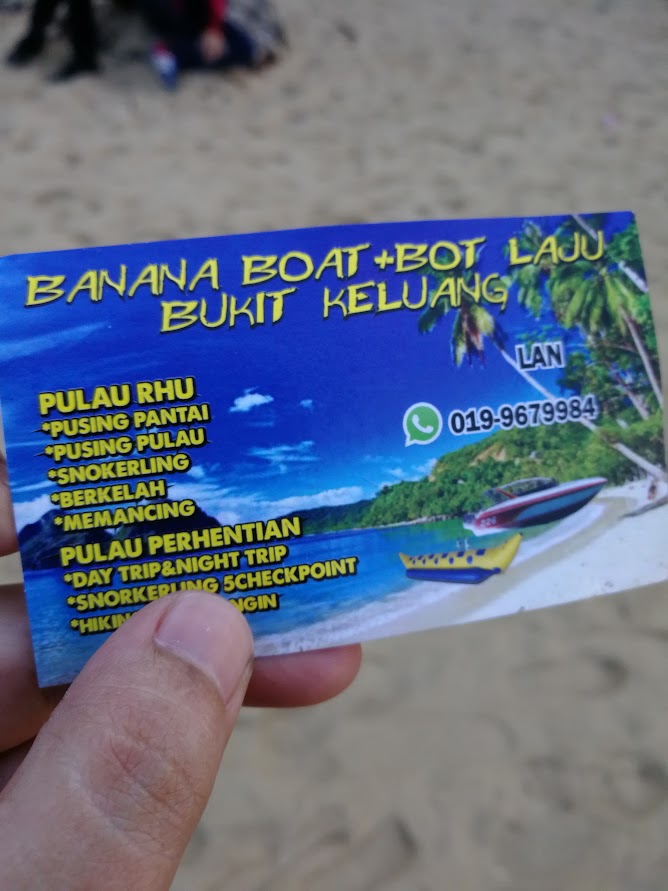 BANANA BOAT+BOT LAJU
BUKIT KELUANG
LAN
019-9679984
PULAU RHU
*PUSING PANTAI
*PUSING PULAU
*SNOKERLING
*BERKELAH
*MEMANCING
PULAU PERHENTIAN
*DAY TRIP&NIGHT TRIP
*SNORKERLING 5CHECKPOINT